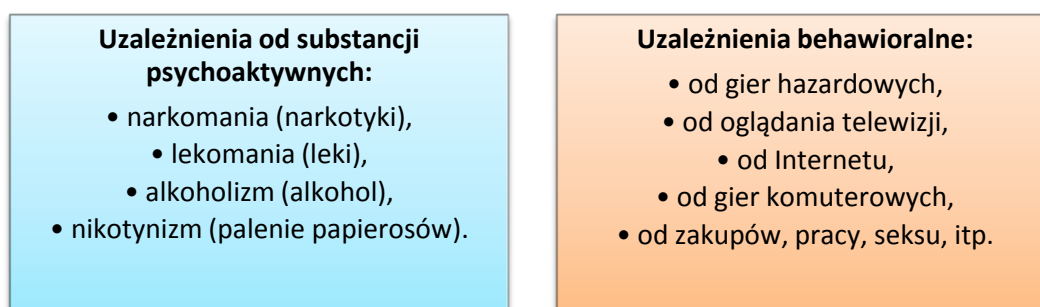 Uzależnienia od substancji
psychoaktywnych:
• narkomania (narkotyki),
• lekomania (leki),
• alkoholizm (alkohol),
• nikotynizm (palenie papierosów).
Uzależnienia behawioralne:
• od gier hazardowych,
• od oglądania telewizji,
• od Internetu,
• od gier komuterowych,
• od zakupów, pracy, seksu, itp.